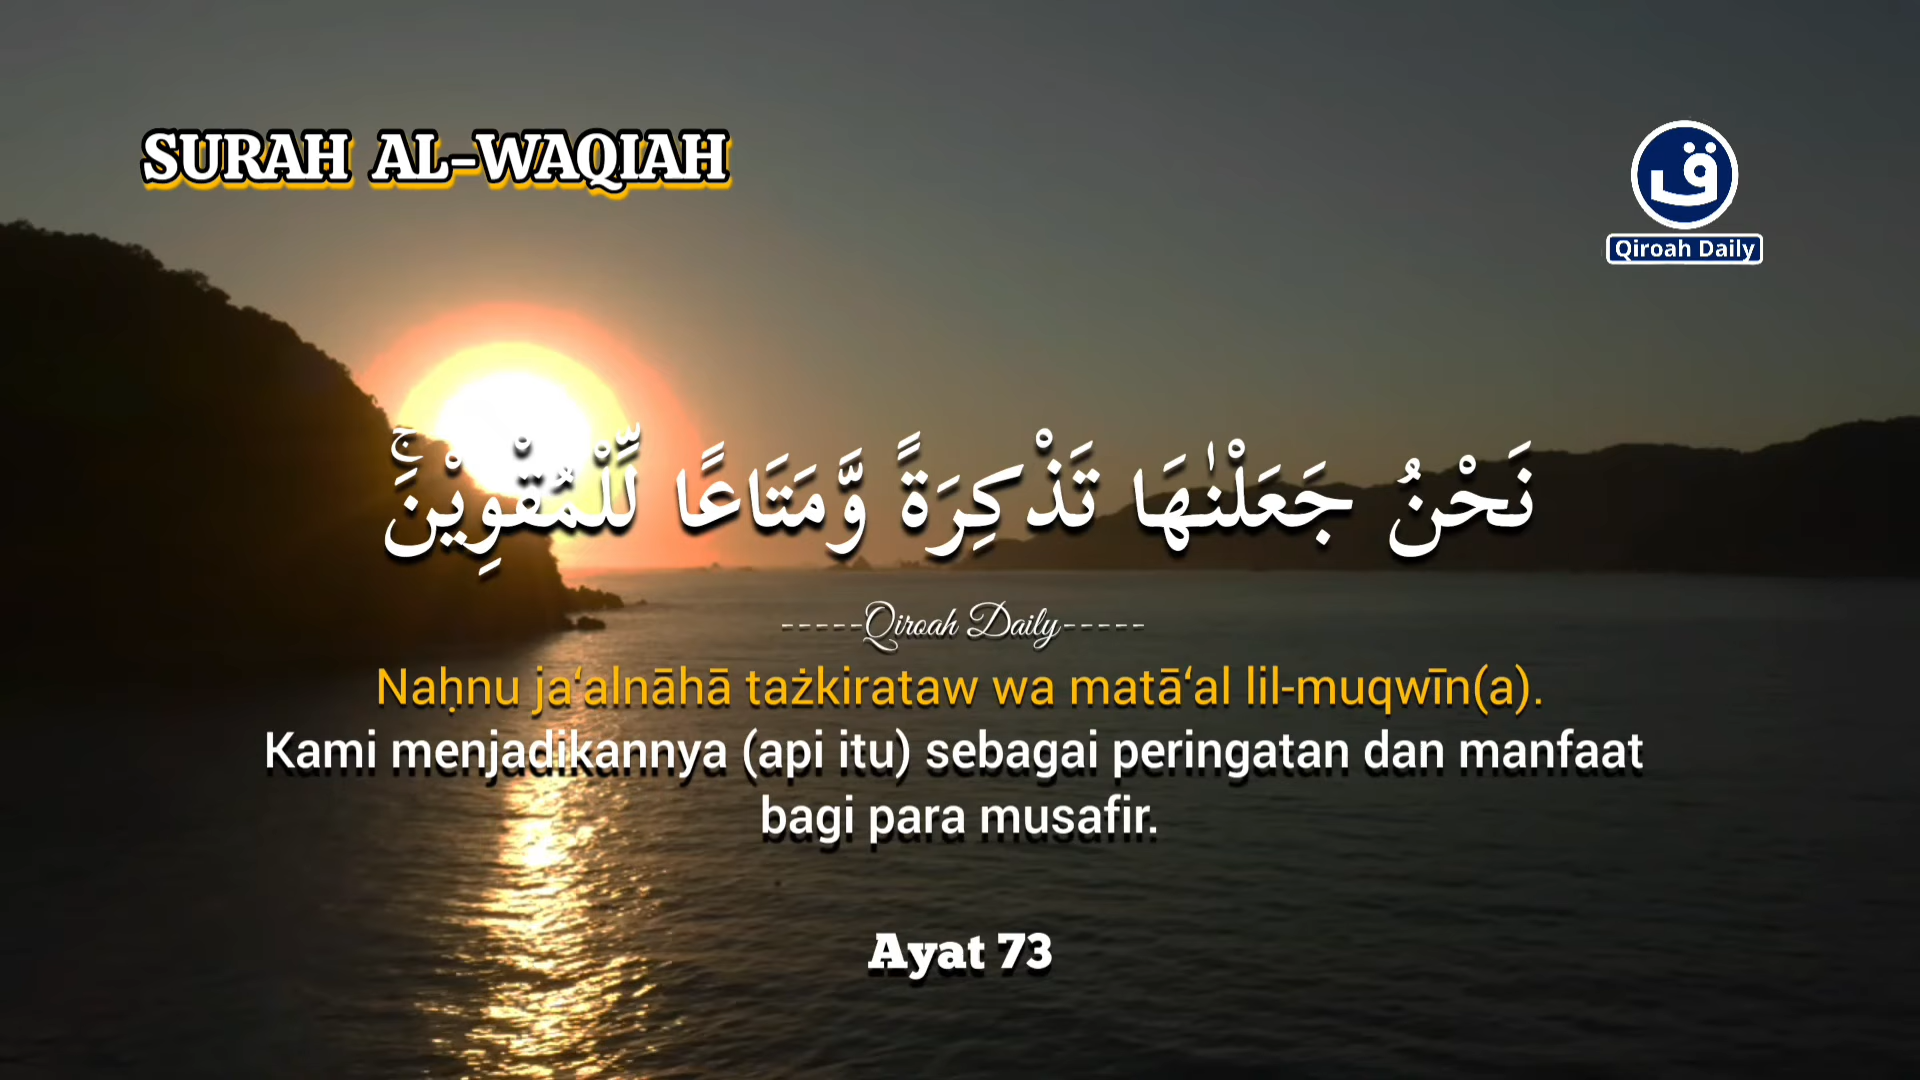 SURAH AL-WAQIAH
ق
Qiroah Daily
نَحْنُ جَعَلْنٰهَا تَذْكِرَةً وَّمَتَاعًا لِّلْمُقْوِيْنَۚ
-----Qiroah Daily-----
Naḥnu ja‘alnāhā tażkirataw wa matā‘al lil-muqwīn(a).
Kami menjadikannya (api itu) sebagai peringatan dan manfaat
bagi para musafir.
Ayat 73